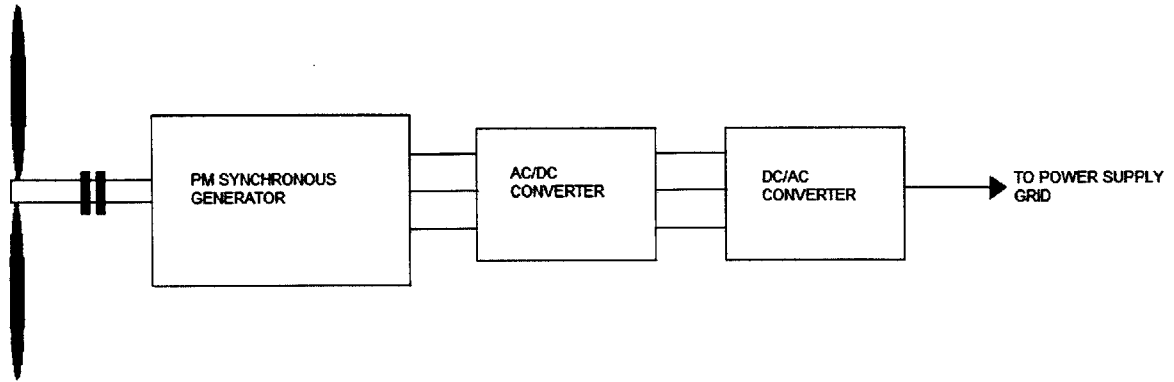 PM SYNCHRONOUS
GENERATOR
AC/DC
CONVERTER
DC/AC
CONVERTER
TO POWER SUPPLY
GRID